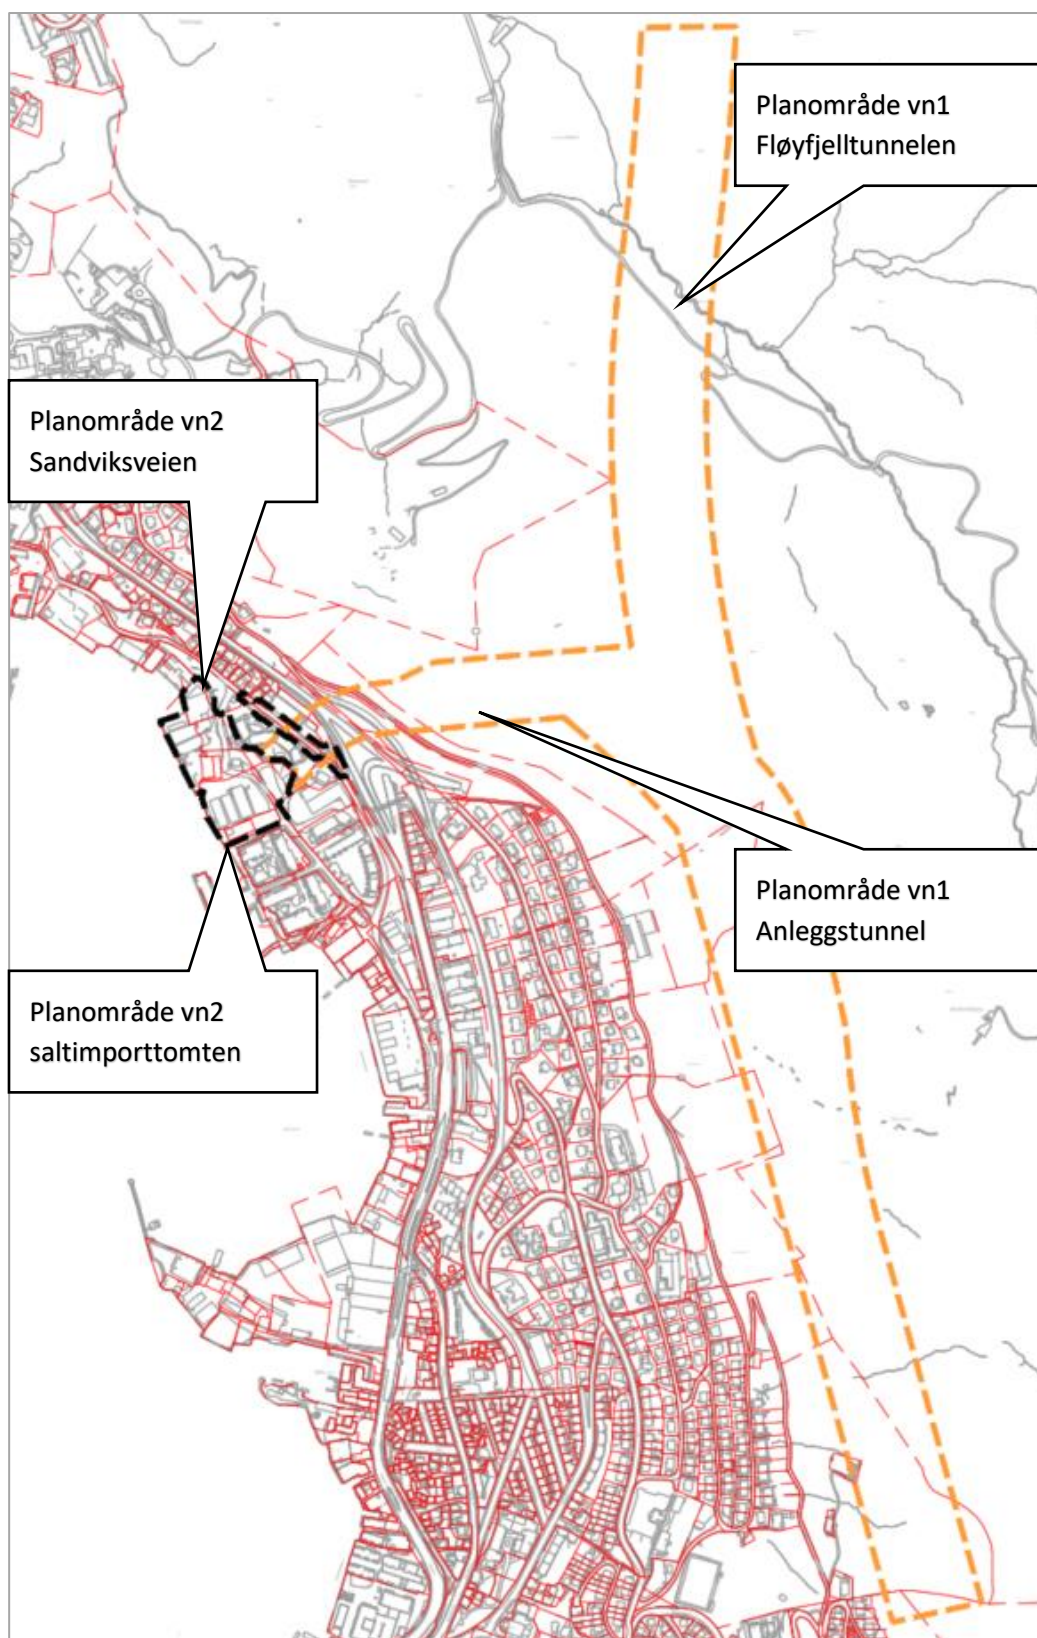 Planområde vn1
Fløyfjelltunnelen
Planområde vn2
Sandviksveien
Planområde vn1
Anleggstunnel
Planområde vn2
saltimporttomten